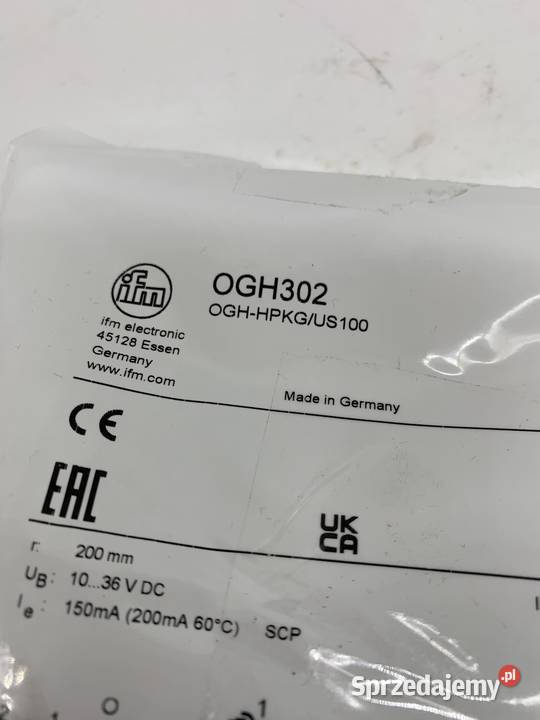 ifm
OGH302
OGH-HPKG/US100
ifm electronic
45128 Essen
Germany
www.ifm.com
Made in Germany
CE
EAC
UK
CA
r: 200 mm
UB: 10...36 V DC
Ie: 150mA (200mA 60°C) SCP
1
Sprzedajemy.pl